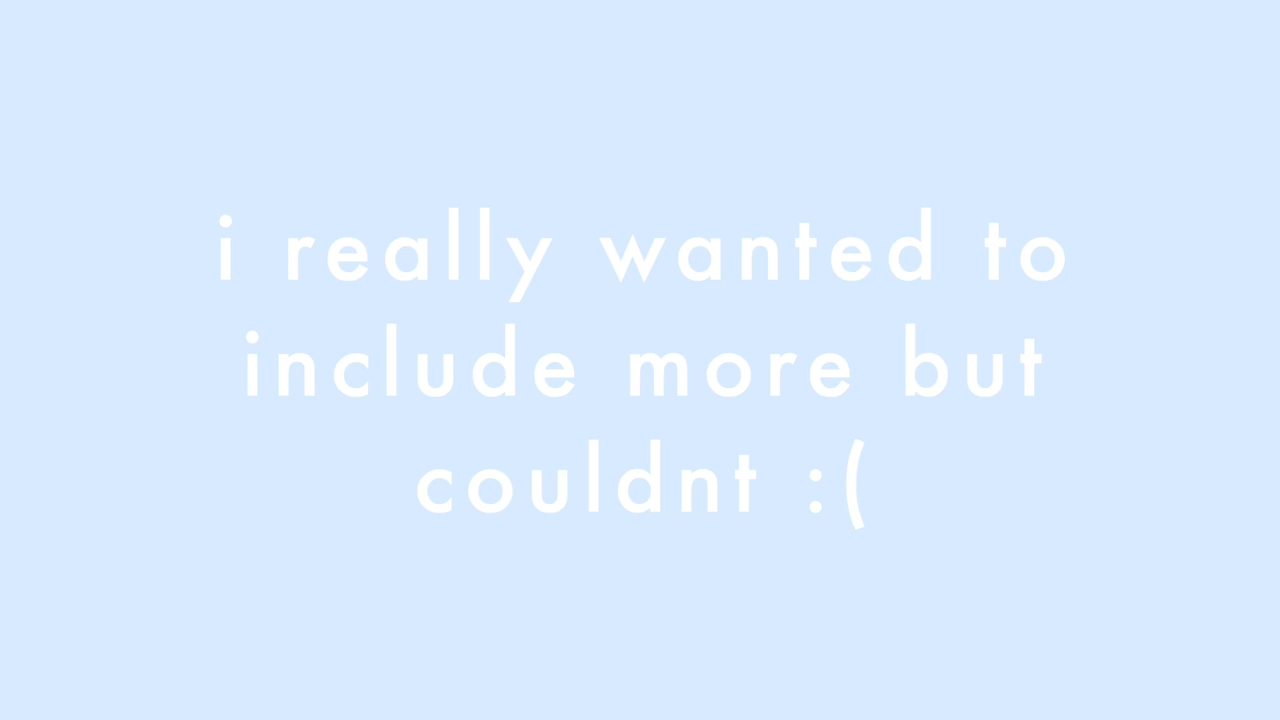 i really wanted to
include more but
couldnt :(